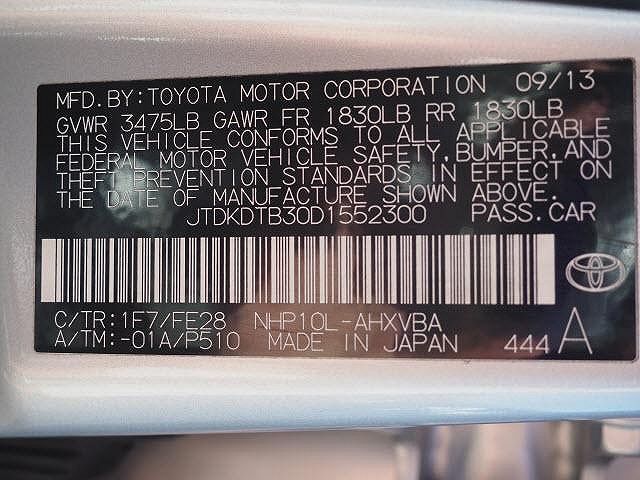 MFD. BY: TOYOTA MOTOR CORPORATION 09/13
GVWR 3475LB GAWR FR 1830LB RR 1830LB
THIS VEHICLE CONFORMS TO ALL APPLICABLE
FEDERAL MOTOR VEHICLE SAFETY, BUMPER, AND
THEFT PREVENTION STANDARDS IN EFFECT ON
THE DATE OF MANUFACTURE SHOWN ABOVE.
JTDKDTB30D1552300 PASS. CAR
C/TR: 1F7/FE28 NHP10L-AHXVBA
A/TM: -01A/P510 MADE IN JAPAN 444 A